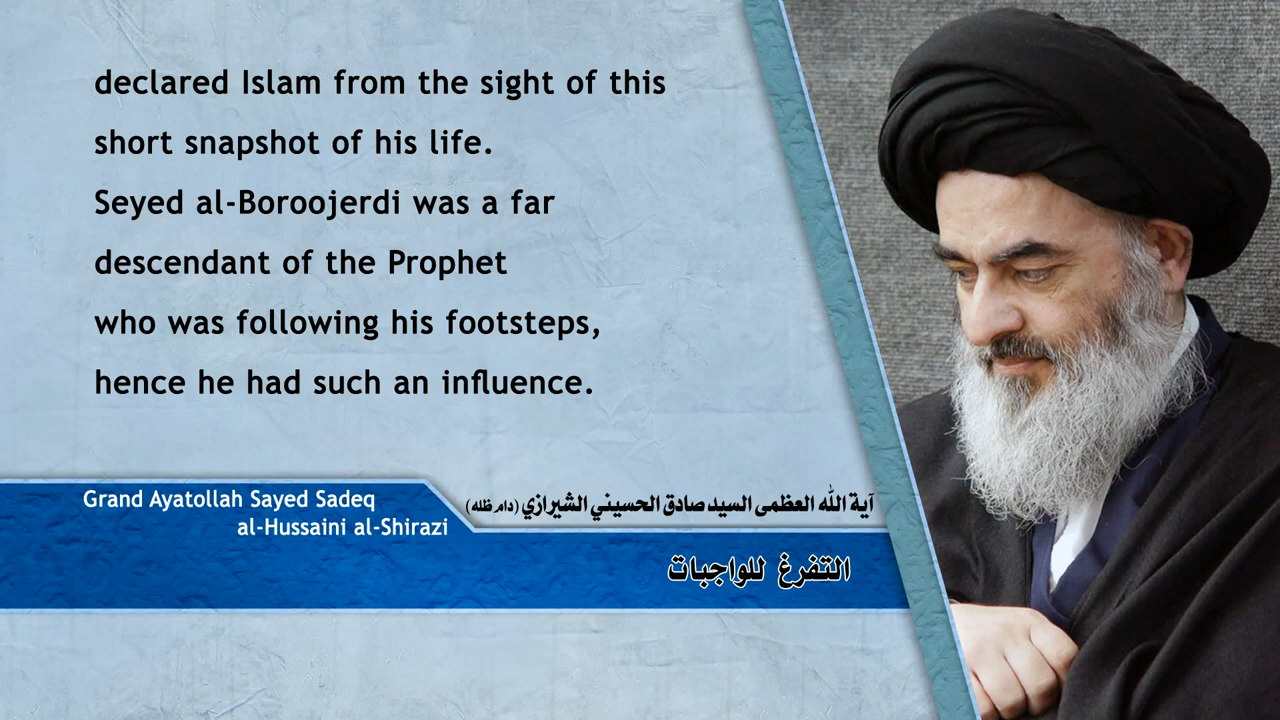 declared Islam from the sight of this
short snapshot of his life.
Seyed al-Boroojerdi was a far
descendant of the Prophet
who was following his footsteps,
hence he had such an influence.
Grand Ayatollah Sayed Sadeq
al-Hussaini al-Shirazi
آية الله العظمى السيد صادق الحسيني الشيرازي (دام ظله)
التفرغ للواجبات